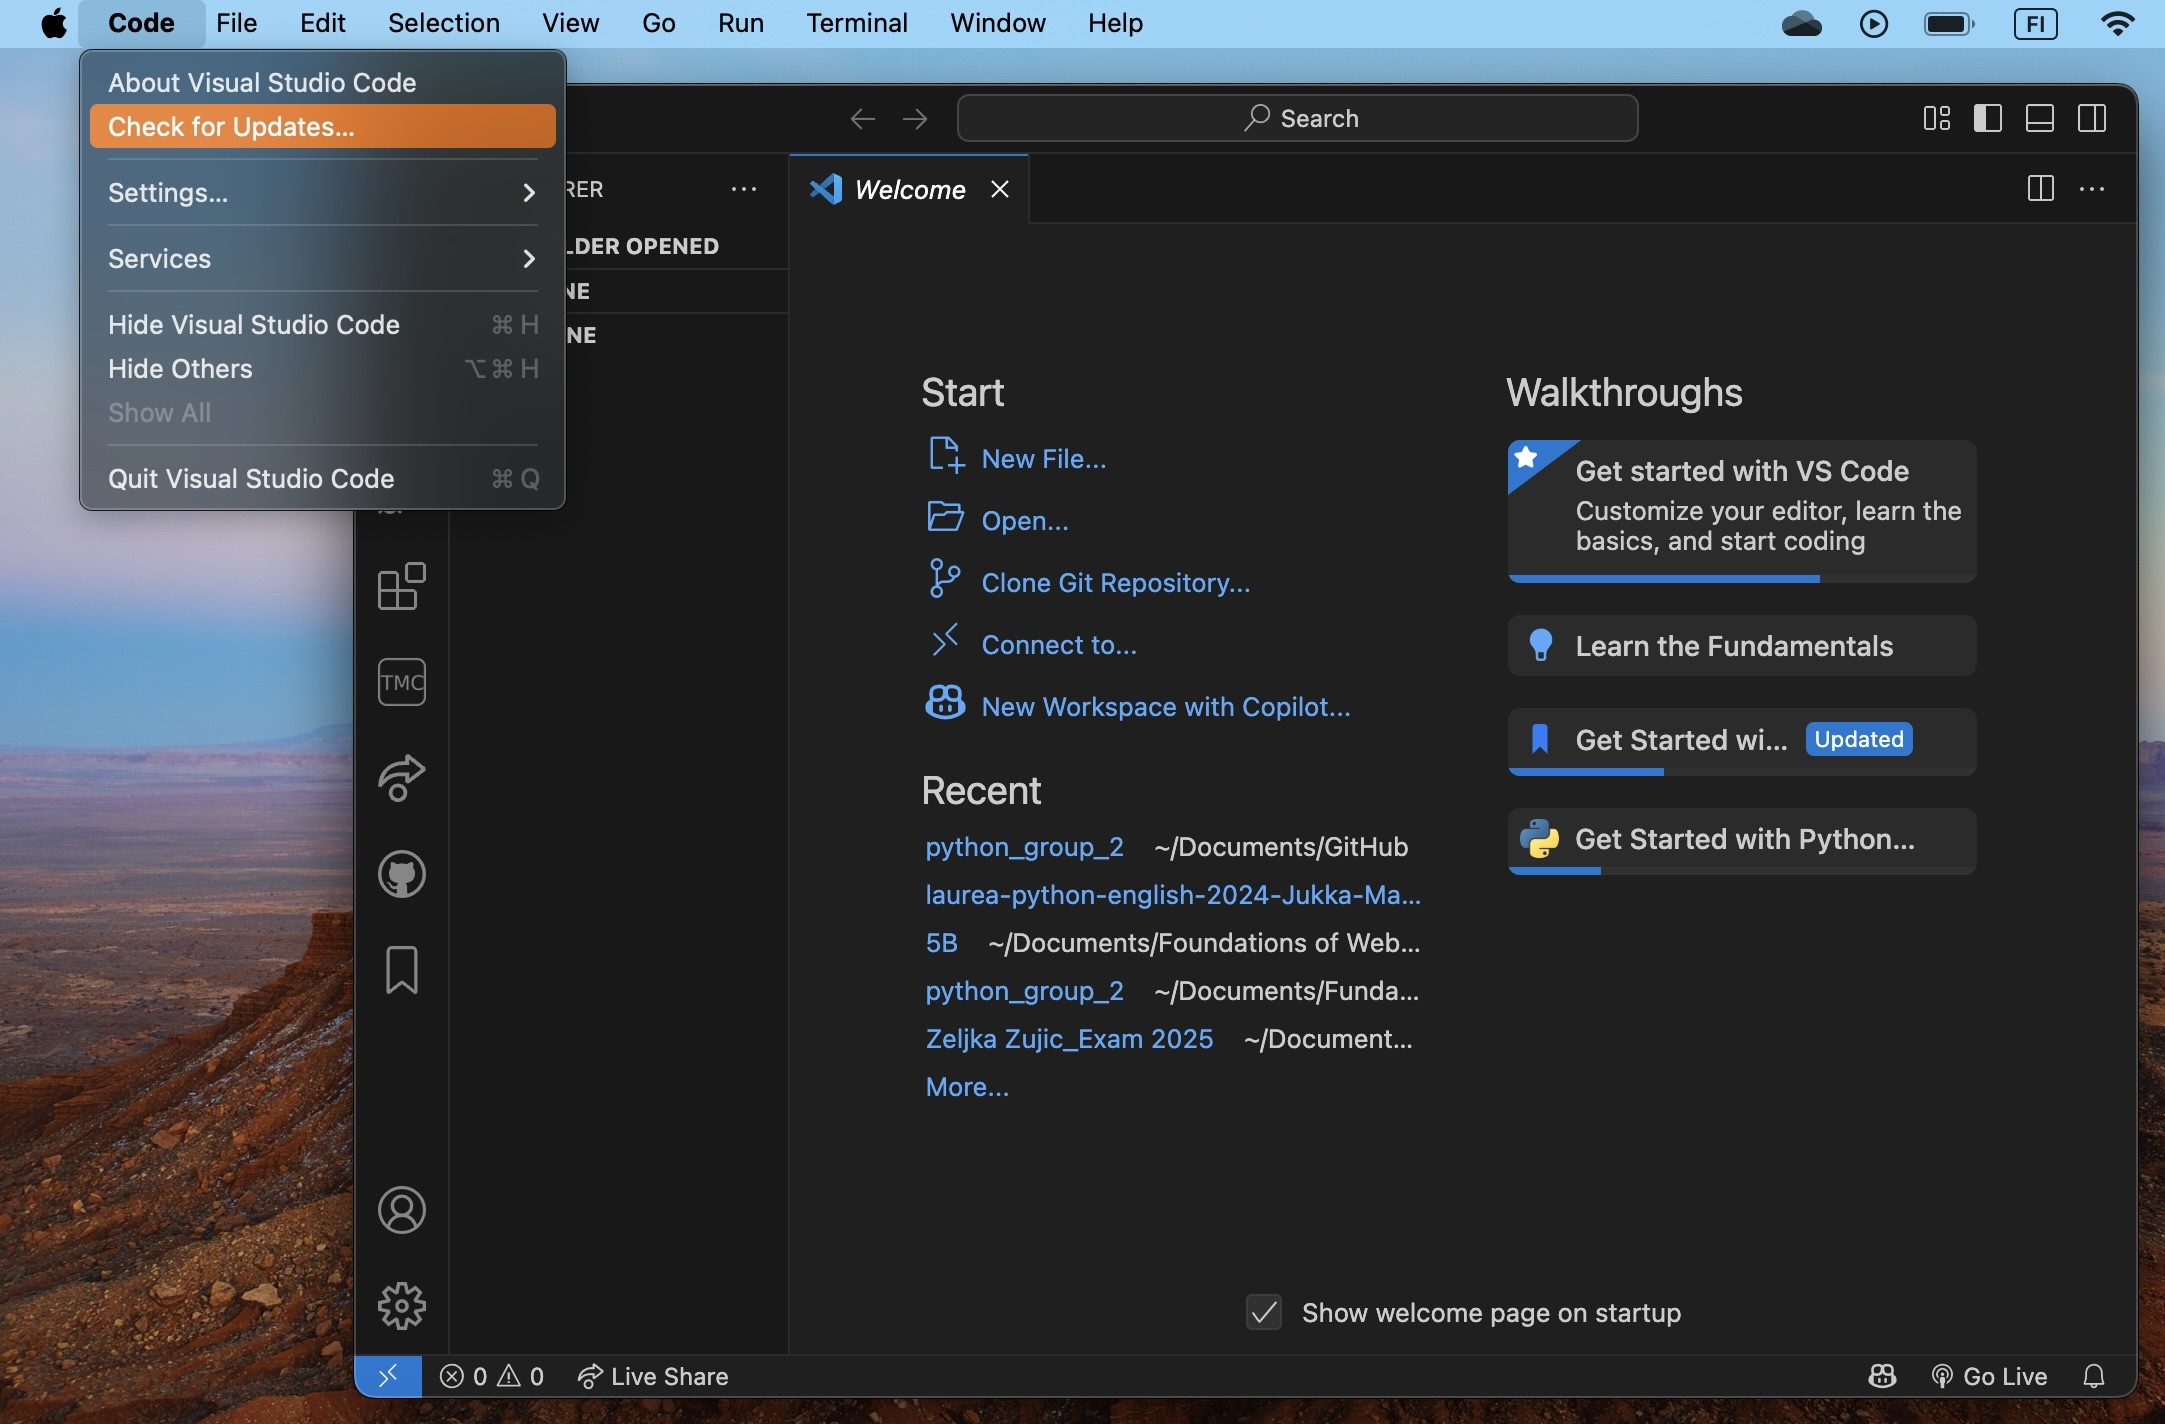 Code File Edit Selection View Go Run Terminal Window Help FI
About Visual Studio Code
Check for Updates...
Settings...
Services
Hide Visual Studio Code ⌘ H
Hide Others ⌥ ⌘ H
Show All
Quit Visual Studio Code ⌘ Q
Search
RER ...
LDER OPENED
NE
NE
TMC
Welcome
Start
New File...
Open...
Clone Git Repository...
Connect to...
New Workspace with Copilot...
Recent
python_group_2 ~/Documents/GitHub
laurea-python-english-2024-Jukka-Ma...
5B ~/Documents/Foundations of Web...
python_group_2 ~/Documents/Funda...
Zeljka Zujic_Exam 2025 ~/Document...
More...
Walkthroughs
Get started with VS Code
Customize your editor, learn the
basics, and start coding
Learn the Fundamentals
Get Started wi... Updated
Get Started with Python...
Show welcome page on startup
0 0 Live Share Go Live